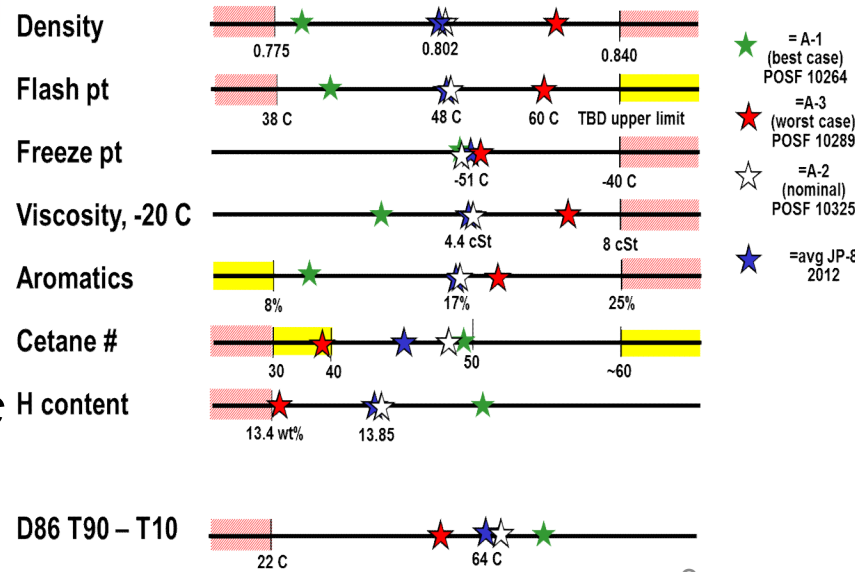 Density
0.775
0.802
0.840
Flash pt
38 C
48 C
60 C
TBD upper limit
Freeze pt
-51 C
-40 C
Viscosity, -20 C
4.4 cSt
8 cSt
Aromatics
8%
17%
25%
Cetane #
30
40
50
~60
H content
13.4 wt%
13.85
D86 T90 – T10
22 C
64 C
= A-1
(best case)
POSF 10264
=A-3
(worst case)
POSF 10289
=A-2
(nominal)
POSF 10325
=avg JP-8
2012